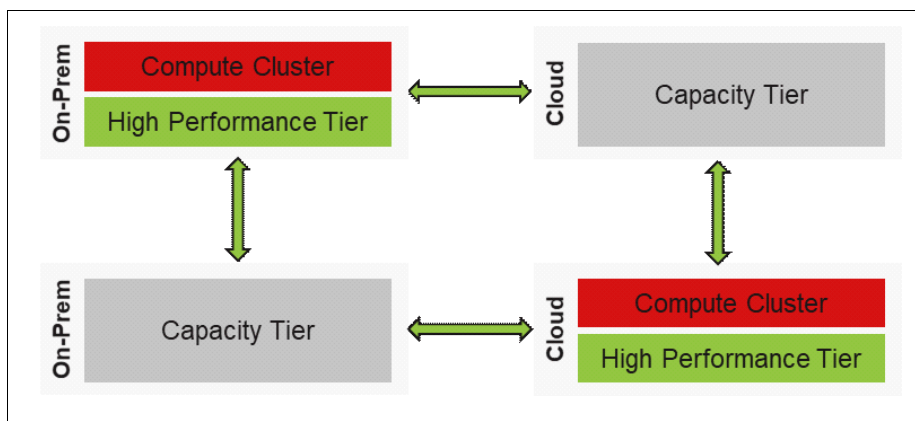 On-Prem
Compute Cluster
High Performance Tier
Cloud
Capacity Tier
On-Prem
Capacity Tier
Cloud
Compute Cluster
High Performance Tier